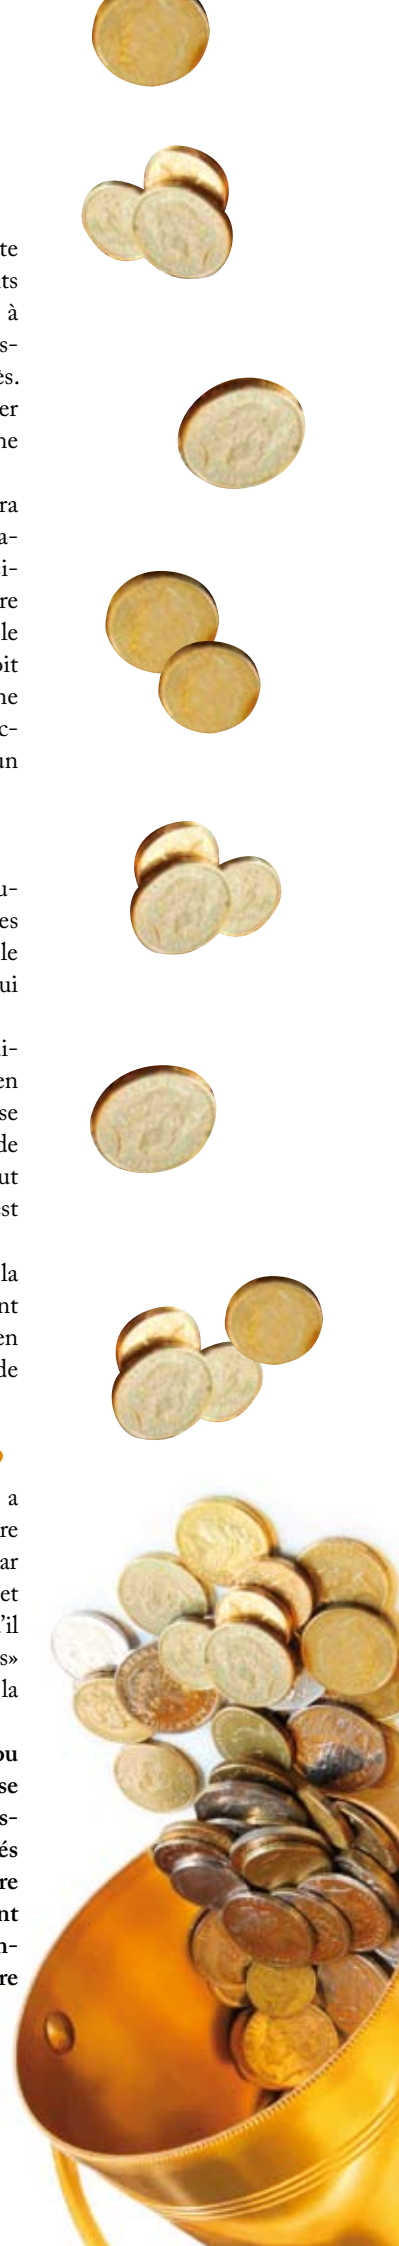 te
ts
à
s-
ès.
er
ne
ra
a-
i-
re
le
oit
ne
c-
un
u-
es
le
ui
i-
en
se
de
ut
est
la
nt
en
de
a
re
ar
et
'il
s»
la
ou
se
s-
és
re
nt
n-
re